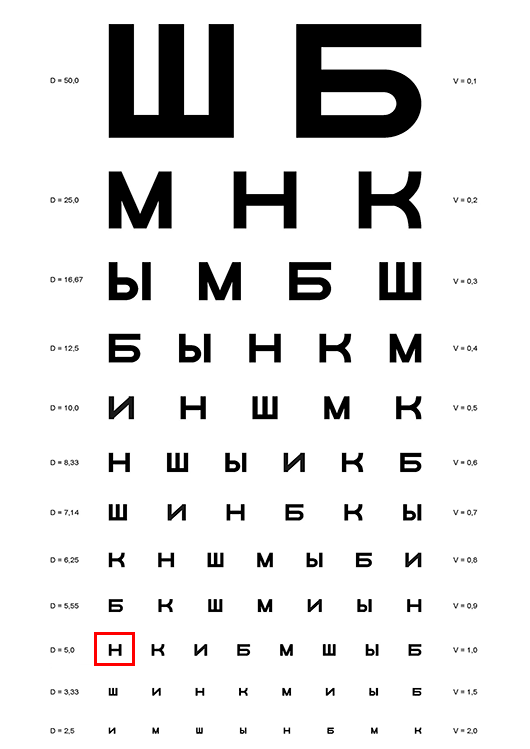 D = 50,0 Ш Б V = 0,1
D = 25,0 М Н К V = 0,2
D = 16,67 Ы М Б Ш V = 0,3
D = 12,5 Б Ы Н К М V = 0,4
D = 10,0 И Н Ш М К V = 0,5
D = 8,33 Н Ш Ы И К Б V = 0,6
D = 7,14 Ш И Н Б К Ы V = 0,7
D = 6,25 К Н Ш М Ы Б И V = 0,8
D = 5,55 Б К Ш М И Ы Н V = 0,9
D = 5,0 Н К И Б М Ш Ы Б V = 1,0
D = 3,33 Ш И Н К М И Ы Б V = 1,5
D = 2,5 И М Ш Ы Н Б М К V = 2,0